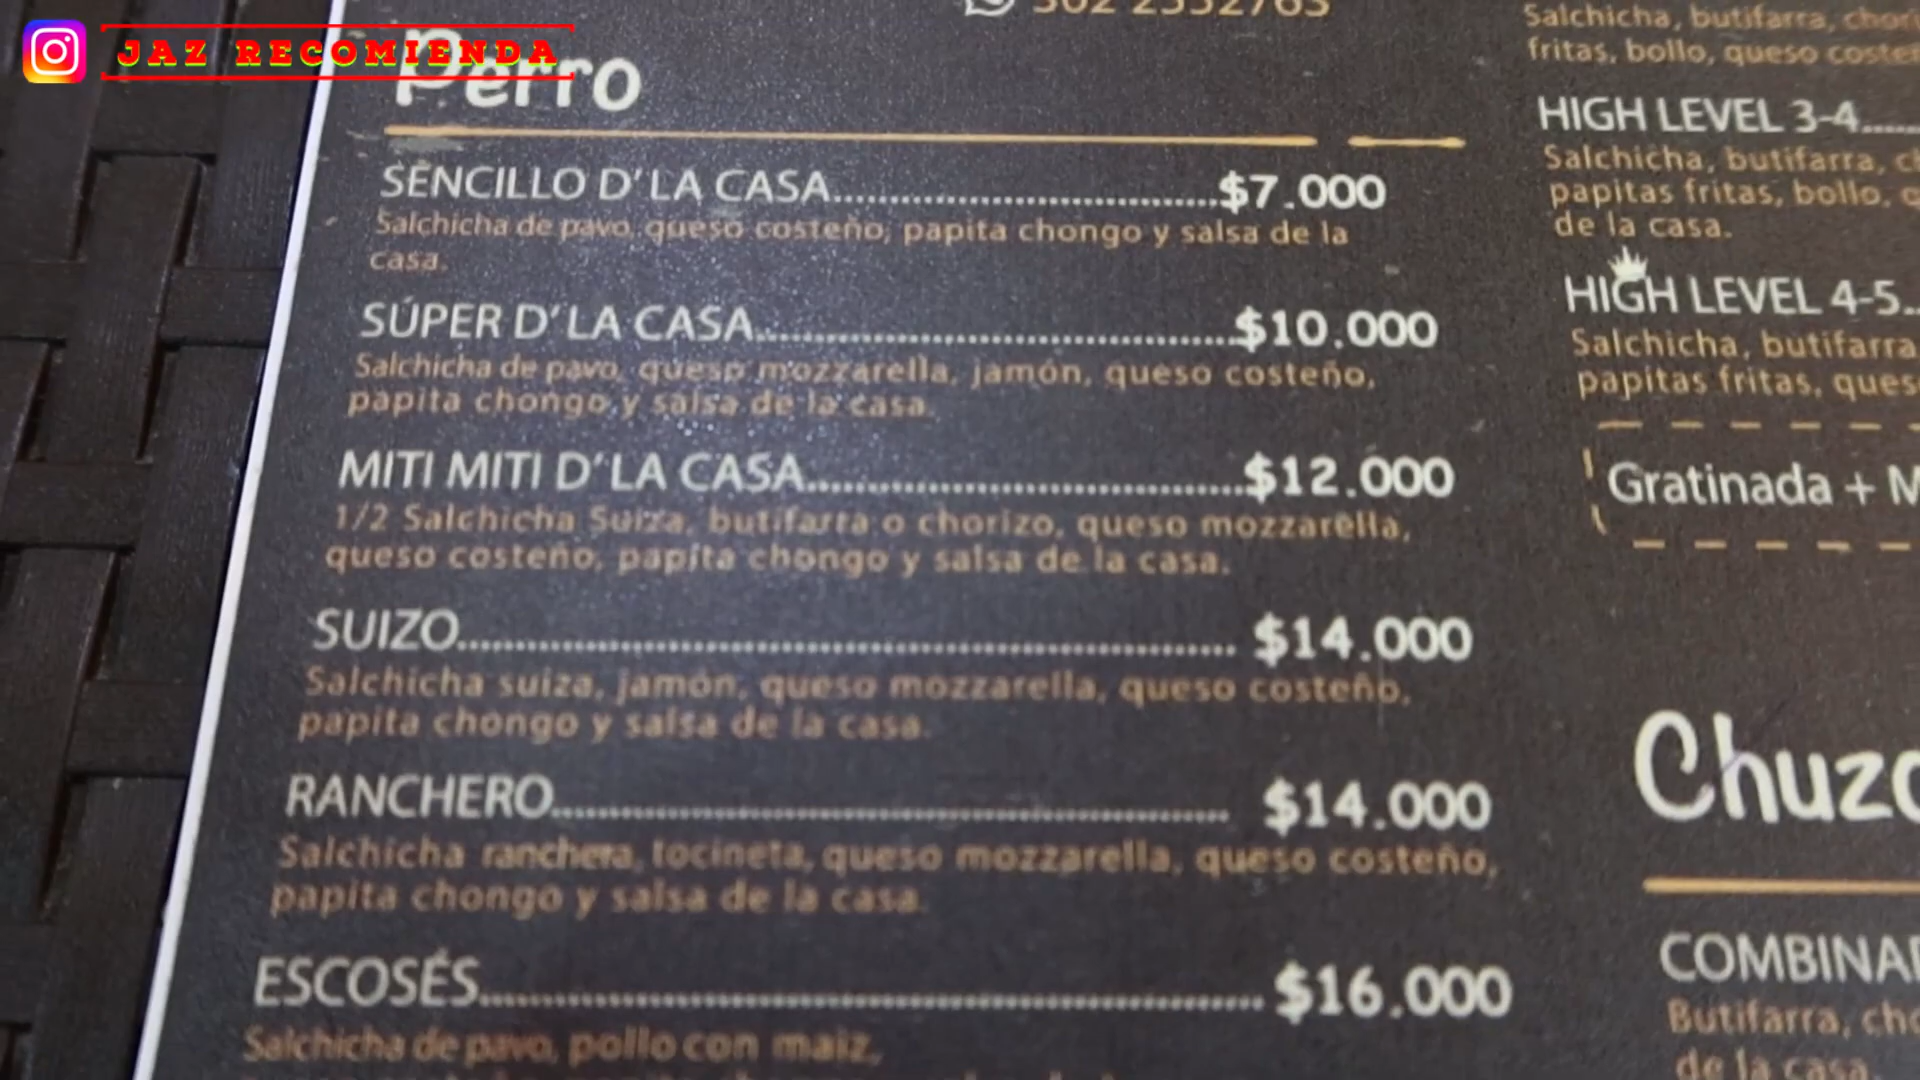 JAZ RECOMIENDA
302 2552763
Perro
SENCILLO D' LA CASA..............................$7.000
Salchicha de pavo, queso costeño, papita chongo y salsa de la
casa.
SÚPER D' LA CASA..............................$10.000
Salchicha de pavo, queso mozzarella, jamón, queso costeño,
papita chongo y salsa de la casa.
MITI MITI D' LA CASA..............................$12.000
1/2 Salchicha Suiza, butifarra o chorizo, queso mozzarella,
queso costeño, papita chongo y salsa de la casa.
SUIZO.............................. $14.000
Salchicha suiza, jamón, queso mozzarella, queso costeño,
papita chongo y salsa de la casa.
RANCHERO.............................. $14.000
Salchicha ranchera, tocineta, queso mozzarella, queso costeño,
papita chongo y salsa de la casa.
ESCOSÉS..............................$16.000
Salchicha de pavo, pollo con maiz,
Salchicha, butifarra,
fritas, bollo, queso
HIGH LEVEL 3-4......
Salchicha, butifarra,
papitas fritas, bollo,
de la casa.
HIGH LEVEL 4-5..
Salchicha, butifarra
papitas fritas,
Gratinada + M
Chuzo
COMBINA
Butifarra,
de la casa.